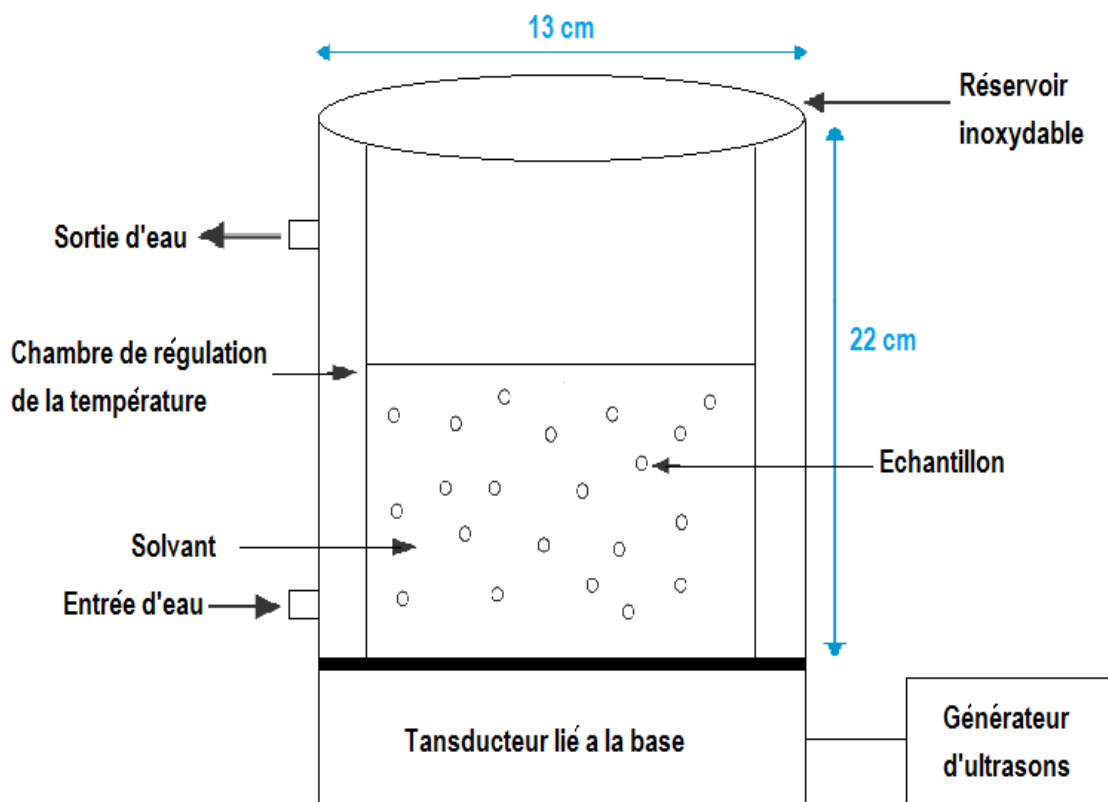 13 cm
Réservoir
inoxydable
Sortie d'eau
22 cm
Chambre de régulation
de la température
Echantillon
Solvant
Entrée d'eau
Tansducteur lié a la base
Générateur
d'ultrasons